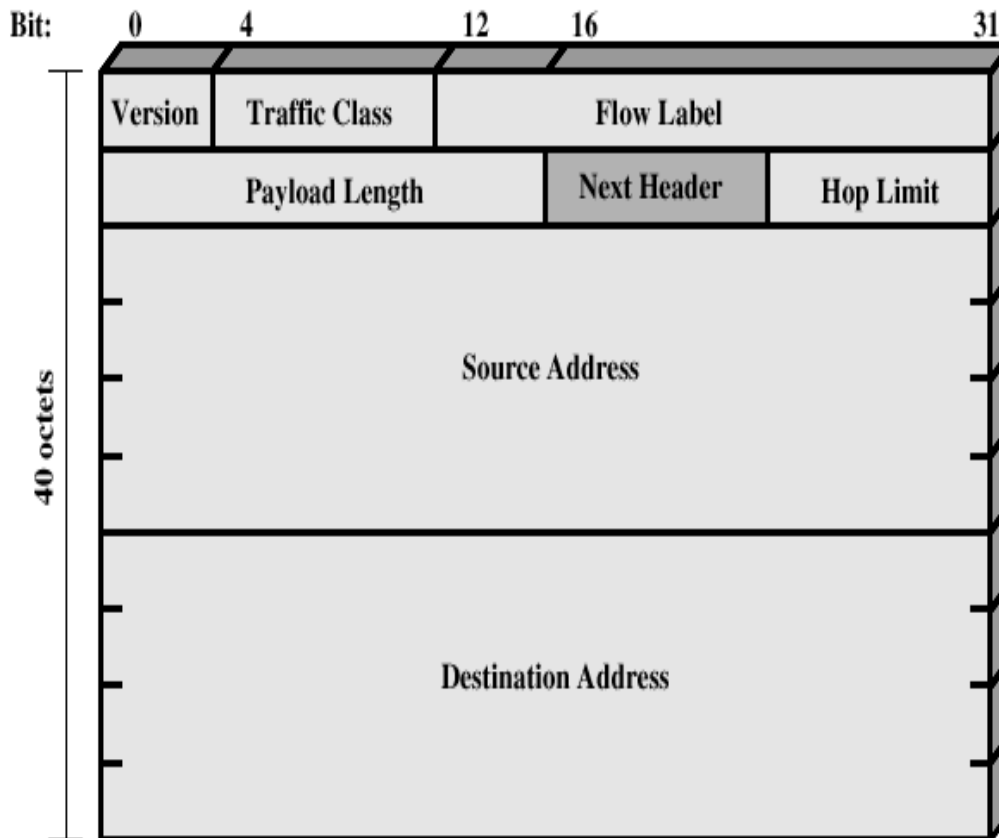 Bit: 0 4 12 16 31
Version Traffic Class Flow Label
Payload Length Next Header Hop Limit
Source Address
40 octets
Destination Address